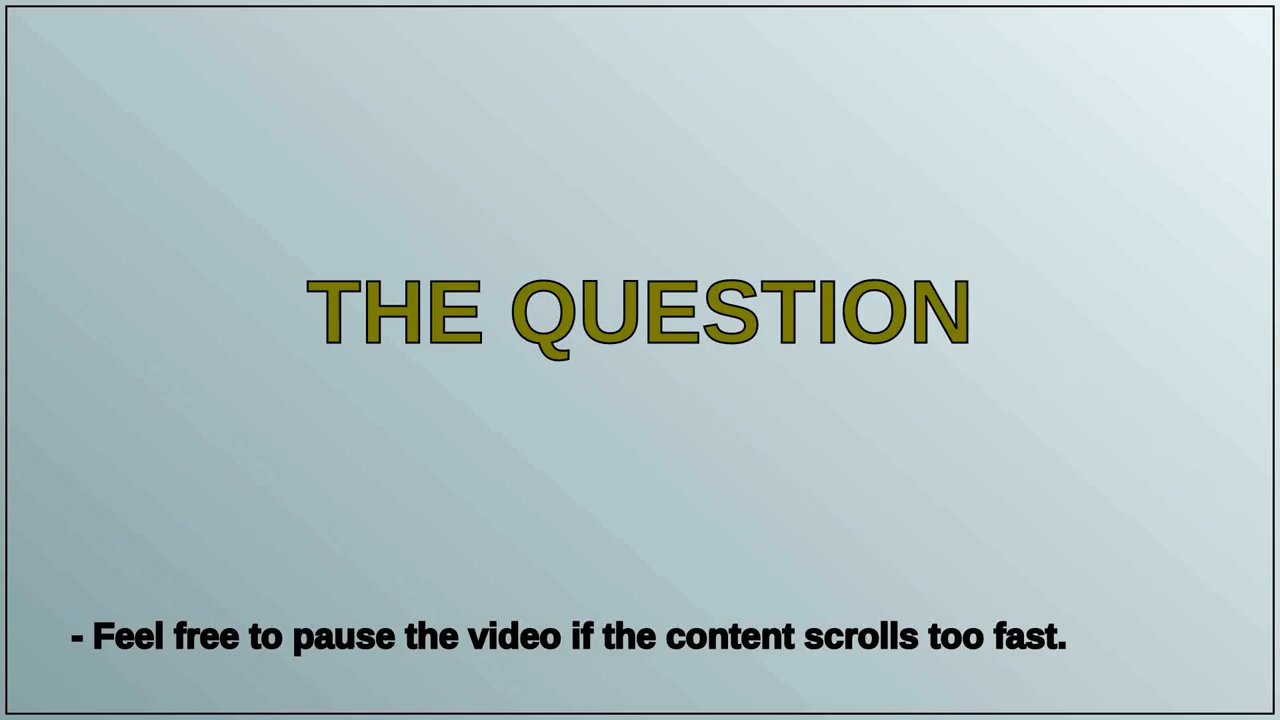 THE QUESTION
- Feel free to pause the video if the content scrolls too fast.